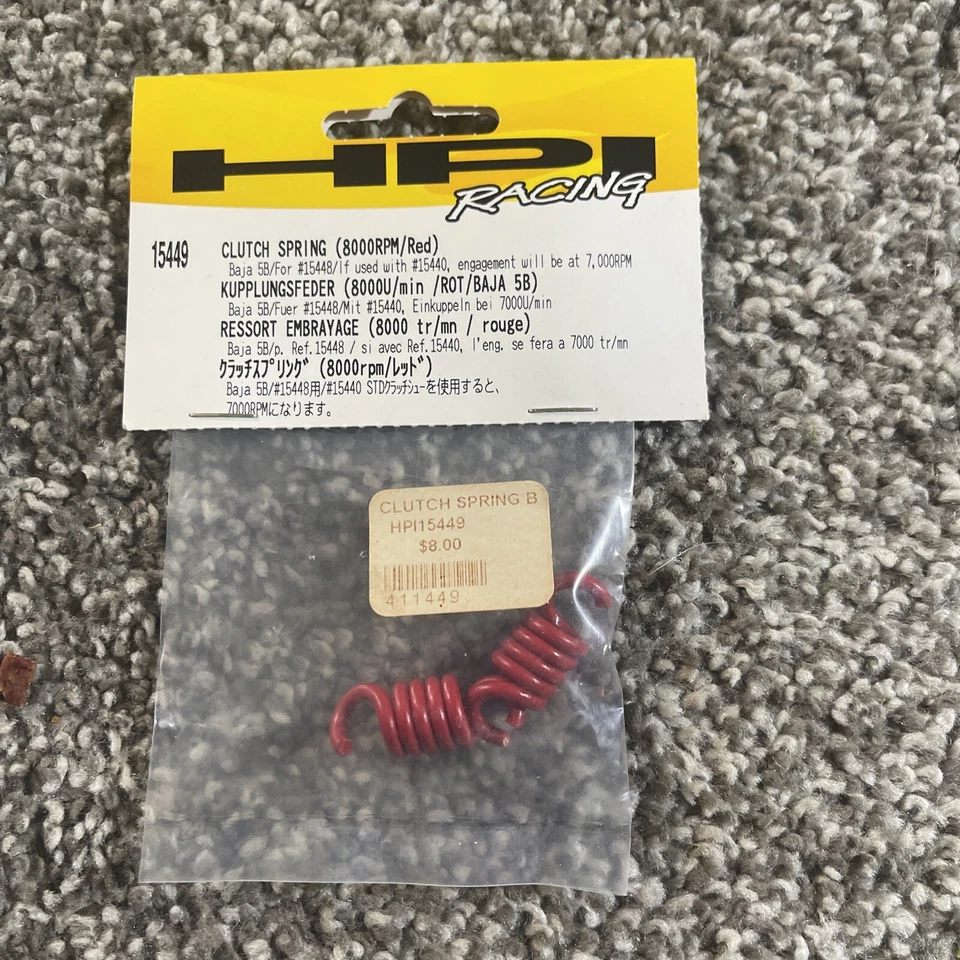 HPI
RACING
15449 CLUTCH SPRING (8000RPM/Red)
Baja 5B/For #15448/If used with #15440, engagement will be at 7,000RPM
KUPPLUNGSFEDER (8000U/min /ROT/BAJA 5B)
Baja 5B/Fuer #15448/Mit #15440, Einkuppeln bei 7000U/min
RESSORT EMBRAYAGE (8000 tr/mn / rouge)
Baja 5B/p. Ref.15448 / si avec Ref.15440, l'eng. se fera a 7000 tr/mn
クラッチスプリング (8000rpm/レッド)
Baja 5B/#15448用/#15440 STDクラッチシューを使用すると、
7000RPMになります。
CLUTCH SPRING B
HPI15449
$8.00
411449